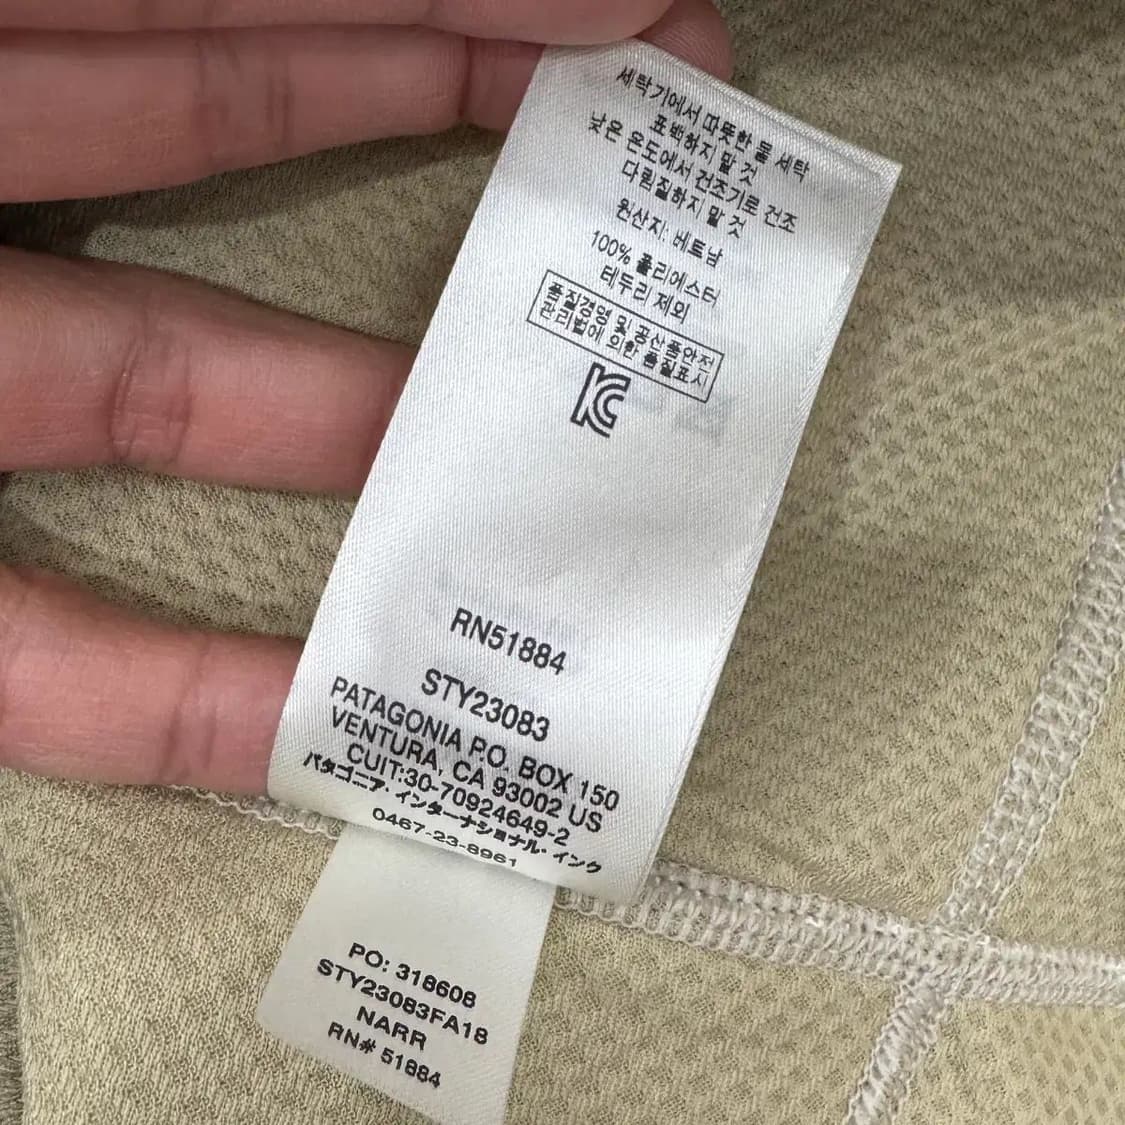 세탁기에서 따뜻한 물 세탁
표백하지 말 것
낮은 온도에서 건조기로 건조
다림질하지 말 것
원산지: 베트남
100% 폴리에스터
테두리 제외
품질경영 및 공산품안전
관리법에 의한 품질표시
KC
RN51884
STY23083
PATAGONIA P.O. BOX 150
VENTURA, CA 93002 US
CUIT:30-70924649-2
パタゴニア・インターナショナル・インク
0467-23-8961
PO: 318608
STY23083FA18
NARR
RN# 51884